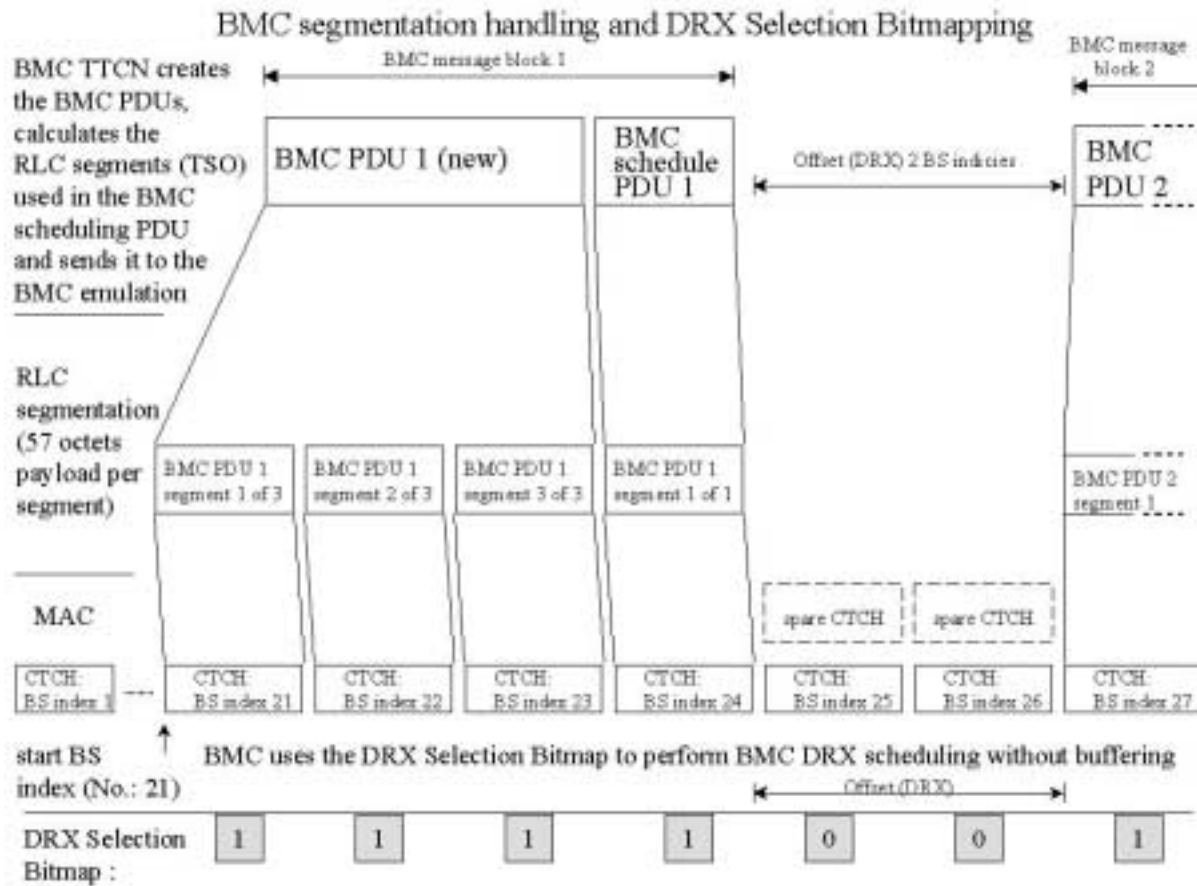 BMC segmentation handling and DRX Selection Bitmapping
BMC TTCN creates
the BMC PDUs,
calculates the
RLC segments (TSO)
used in the BMC
scheduling PDU
and sends it to the
BMC emulation
BMC message block 1
BMC message
block 2
BMC PDU 1 (new)
BMC
schedule
PDU 1
Offset (DRX) 2 BS indicies
BMC
PDU 2
RLC
segmentation
(57 octets
payload per
segment)
BMC PDU 1
segment 1 of 3
BMC PDU 1
segment 2 of 3
BMC PDU 1
segment 3 of 3
BMC PDU 1
segment 1 of 1
BMC PDU 2
segment 1
MAC
spare CTCH
spare CTCH
CTCH:
BS index 1
CTCH:
BS index 21
CTCH:
BS index 22
CTCH:
BS index 23
CTCH:
BS index 24
CTCH:
BS index 25
CTCH:
BS index 26
CTCH:
BS index 27
start BS
index (No.: 21)
BMC uses the DRX Selection Bitmap to perform BMC DRX scheduling without buffering
Offset (DRX)
DRX Selection
Bitmap :
1 1 1 1 0 0 1